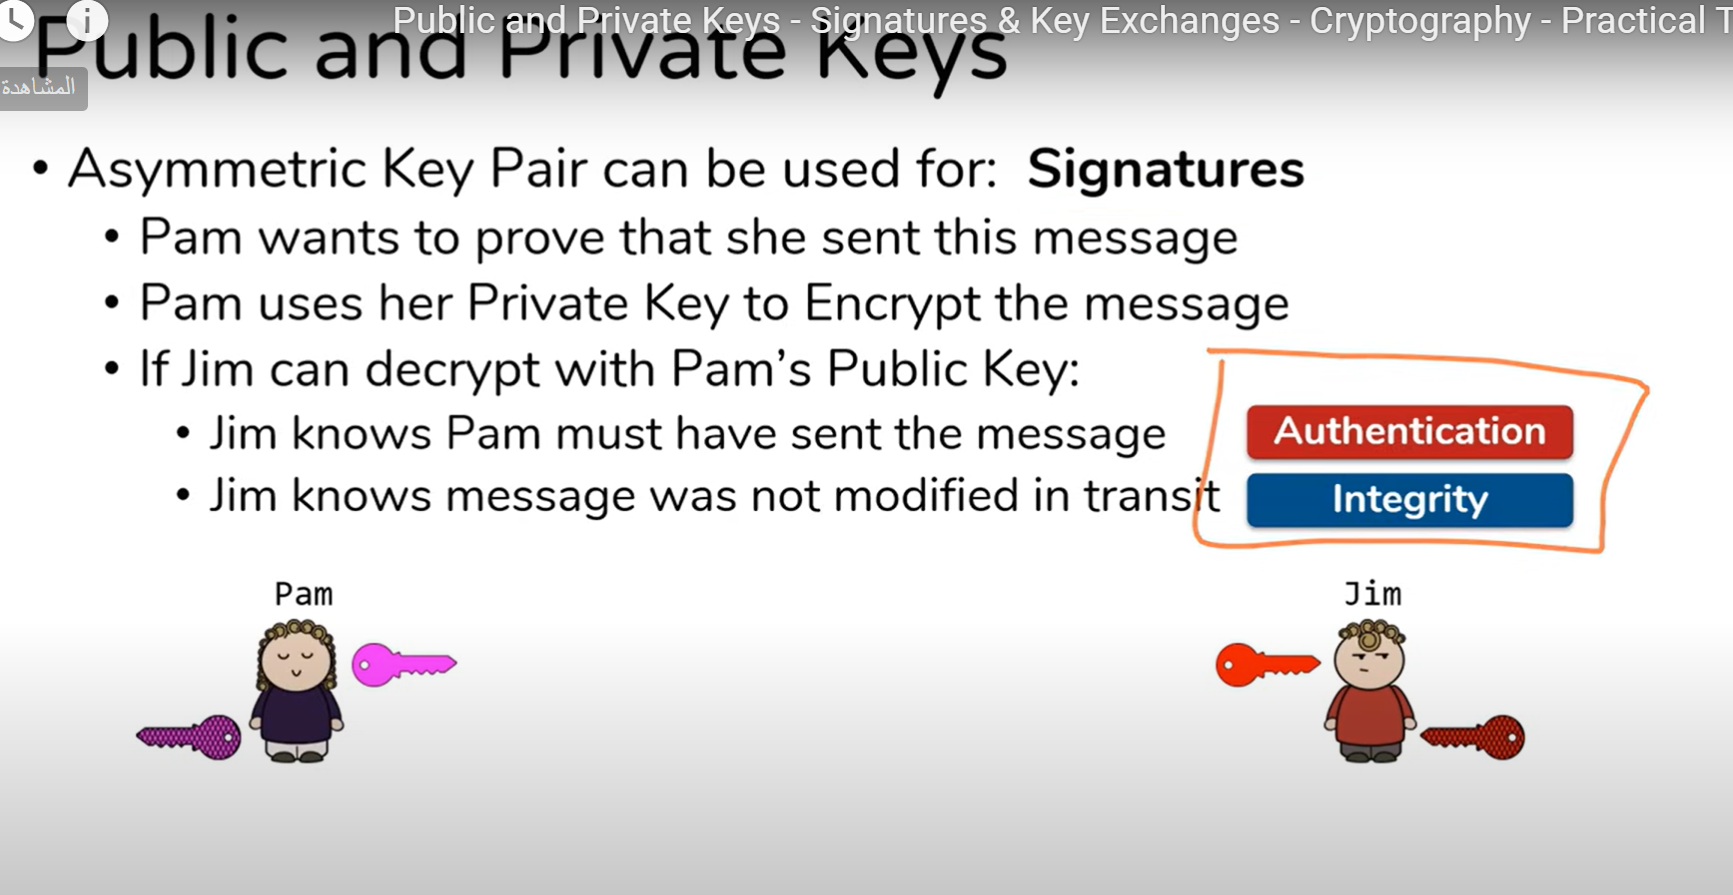 Public and Private Keys - Signatures & Key Exchanges - Cryptography - Practical T
Public and Private Keys
المشاهدة
• Asymmetric Key Pair can be used for: Signatures
• Pam wants to prove that she sent this message
• Pam uses her Private Key to Encrypt the message
• If Jim can decrypt with Pam's Public Key:
• Jim knows Pam must have sent the message
Authentication
• Jim knows message was not modified in transit
Integrity
Pam
Jim